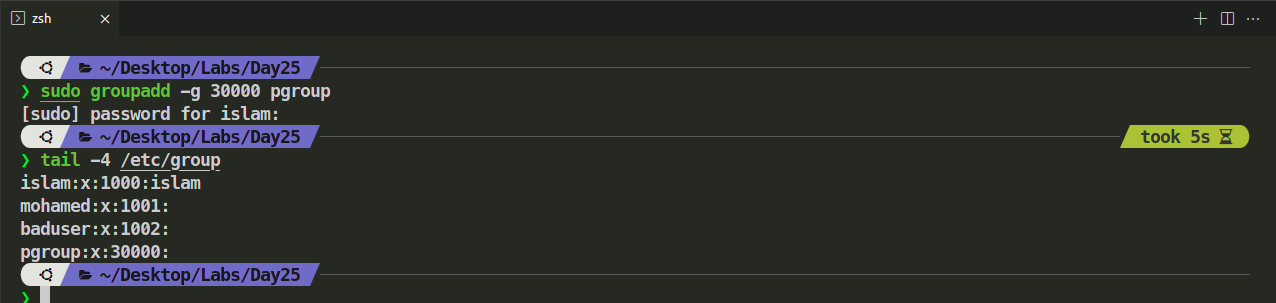 zsh
~/Desktop/Labs/Day25
❯ sudo groupadd -g 30000 pgroup
[sudo] password for islam:
~/Desktop/Labs/Day25 took 5s
❯ tail -4 /etc/group
islam:x:1000:islam
mohamed:x:1001:
baduser:x:1002:
pgroup:x:30000:
~/Desktop/Labs/Day25
❯